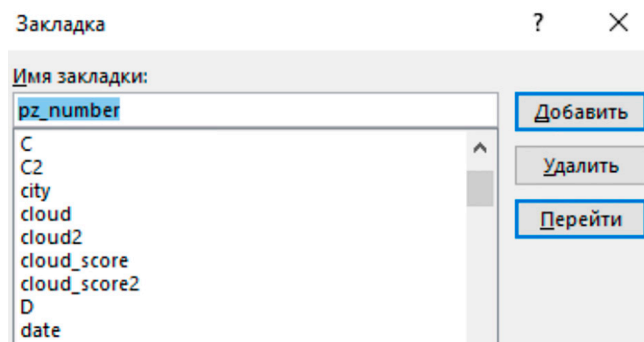 Закладка ?
Имя закладки:
pz_number
Добавить
C
C2
Удалить
city
cloud
Перейти
cloud2
cloud_score
cloud_score2
D
date